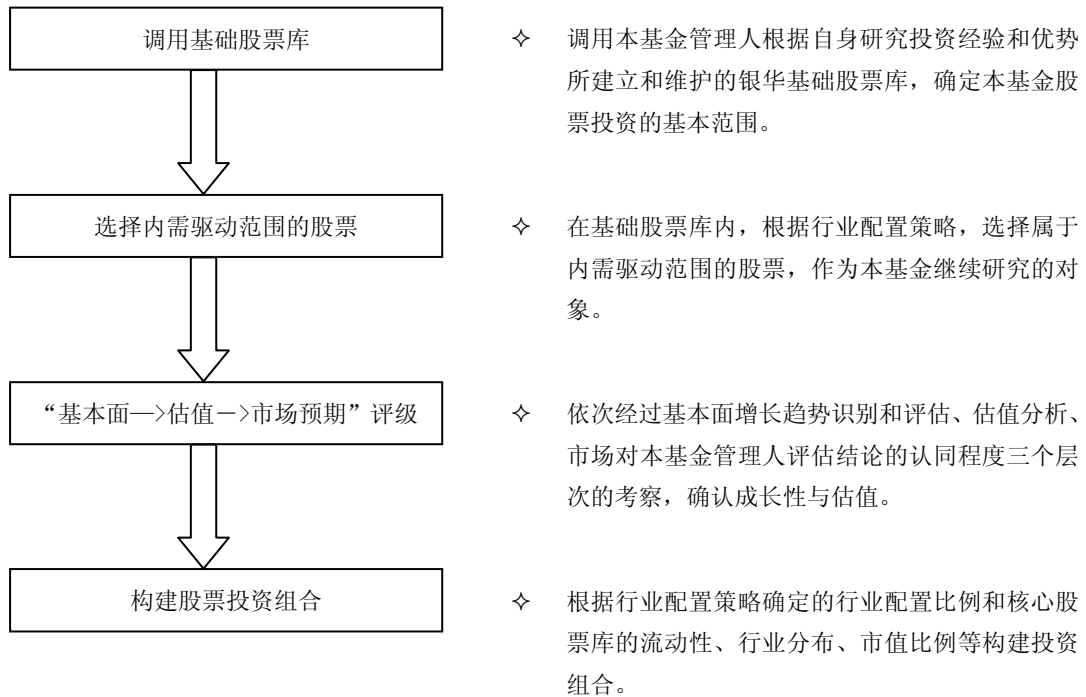 调用基础股票库
✧ 调用本基金管理人根据自身研究投资经验和优势
所建立和维护的银华基础股票库，确定本基金股
票投资的基本范围。
选择内需驱动范围的股票
✧ 在基础股票库内，根据行业配置策略，选择属于
内需驱动范围的股票，作为本基金继续研究的对
象。
“基本面—>估值－>市场预期”评级
✧ 依次经过基本面增长趋势识别和评估、估值分析、
市场对本基金管理人评估结论的认同程度三个层
次的考察，确认成长性与估值。
构建股票投资组合
✧ 根据行业配置策略确定的行业配置比例和核心股
票库的流动性、行业分布、市值比例等构建投资
组合。